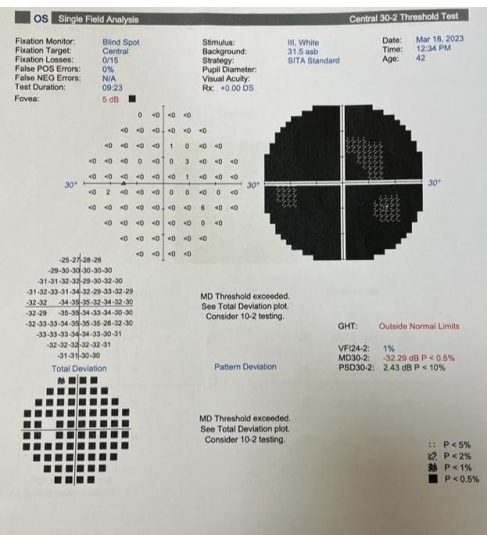 OS Single Field Analysis
Central 30-2 Threshold Test
Fixation Monitor: Blind Spot
Fixation Target: Central
Fixation Losses: 0/15
False POS Errors: 0%
False NEG Errors: N/A
Test Duration: 09:23
Fovea: 5 dB
Stimulus: III, White
Background: 31.5 asb
Strategy: SITA Standard
Pupil Diameter:
Visual Acuity:
Rx: +0.00 DS
Date: Mar 18, 2023
Time: 12:34 PM
Age: 42
0 <0 <0 <0
<0 <0 <0 <0 <0 <0
<0 <0 <0 <0 1 0 <0 <0
<0 <0 <0 <0 <0 0 3 <0 <0 <0
<0 <0 <0 <0 <0 <0 1 <0 <0 <0
30° 30° 30°
<0 2 <0 <0 <0 0 <0 0 <0
<0 <0 <0 <0 <0 <0 <0 6 <0 <0
<0 <0 <0 <0 <0 <0 0 <0
<0 <0 <0 <0 <0 <0
<0 <0 <0 <0
-25-27-28-28
-29-30-30-30-30-30
-31-31-32-32-29-30-32-30
-31-32-33-31-34-32-29-33-32-29
-32-32 -34-35-35-32-34-32-30
-32-29 -35-35-34-33-34-30-30
-32-33-33-34-35-35-35-26-32-30
-33-33-33-34-34-33-30-31
-32-32-32-32-32-31
-31-31-30-30
Total Deviation
MD Threshold exceeded.
See Total Deviation plot.
Consider 10-2 testing.
Pattern Deviation
MD Threshold exceeded.
See Total Deviation plot.
Consider 10-2 testing.
GHT: Outside Normal Limits
VFI24-2: 1%
MD30-2: -32.29 dB P < 0.5%
PSD30-2: 2.43 dB P < 10%
P < 5%
P < 2%
P < 1%
P < 0.5%